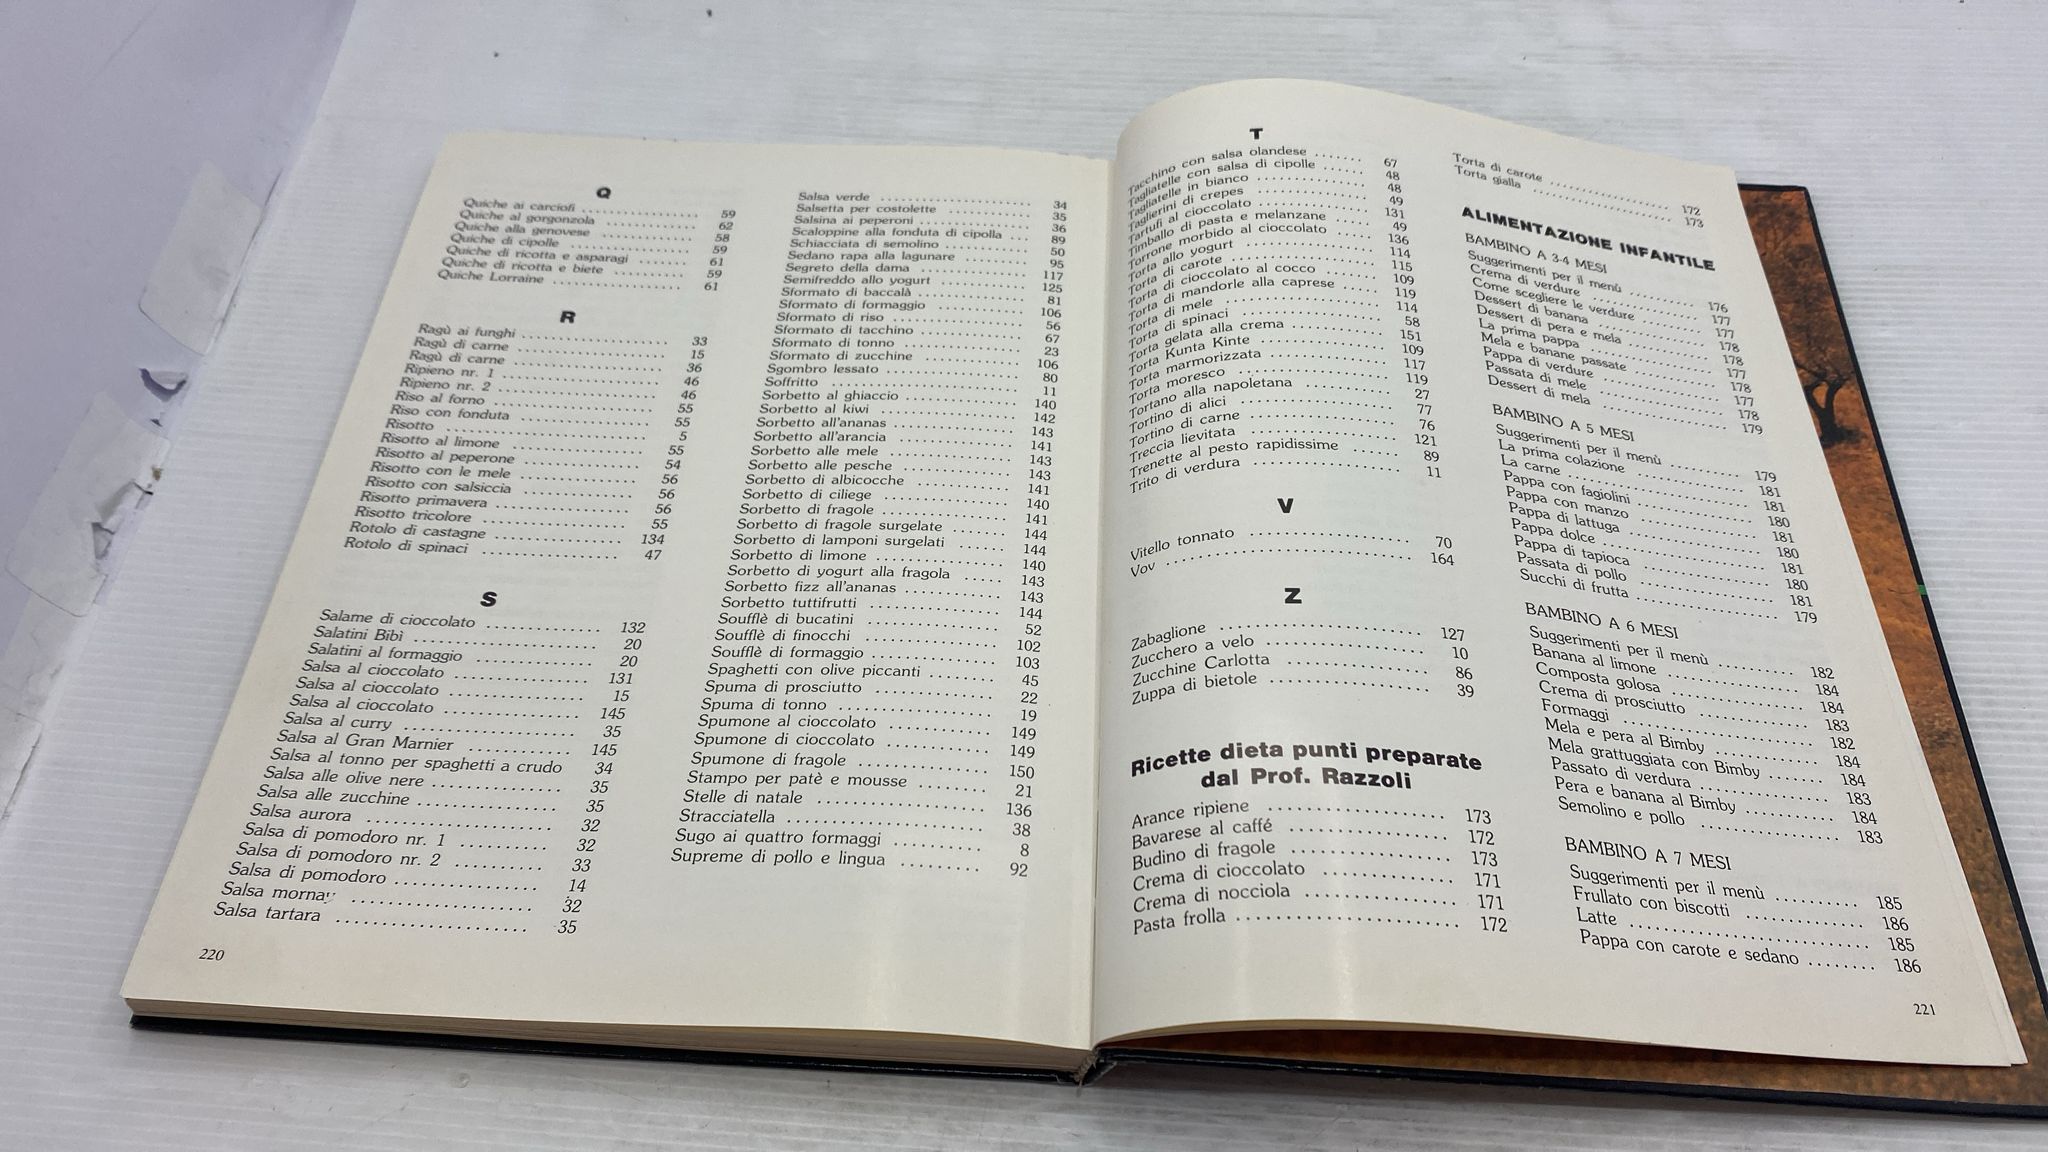 Q
Quiche ai carciofi ........ 59
Quiche al gorgonzola ........ 62
Quiche alla genovese ........ 58
Quiche di cipolle ........ 59
Quiche di ricotta e asparagi ........ 61
Quiche di ricotta e biete ........ 59
Quiche Lorraine ........ 61
R
Ragù ai funghi ........ 33
Ragù di carne ........ 15
Ragù di carne ........ 36
Ripieno nr. 1 ........ 46
Ripieno nr. 2 ........ 46
Riso al forno ........ 55
Riso con fonduta ........ 55
Risotto ........ 5
Risotto al limone ........ 55
Risotto al peperone ........ 54
Risotto con le mele ........ 56
Risotto con salsiccia ........ 56
Risotto primavera ........ 56
Risotto tricolore ........ 55
Rotolo di castagne ........ 134
Rotolo di spinaci ........ 47
S
Salame di cioccolato ........ 132
Salatini Bibì ........ 20
Salatini al formaggio ........ 20
Salsa al cioccolato ........ 131
Salsa al cioccolato ........ 15
Salsa al cioccolato ........ 145
Salsa al curry ........ 35
Salsa al Gran Marnier ........ 145
Salsa al tonno per spaghetti a crudo 34
Salsa alle olive nere ........ 35
Salsa alle zucchine ........ 35
Salsa aurora ........ 32
Salsa di pomodoro nr. 1 ........ 32
Salsa di pomodoro nr. 2 ........ 33
Salsa di pomodoro ........ 14
Salsa mornay ........ 32
Salsa tartara ........ 35
220
Salsa verde ........ 34
Salsetta per costolette ........ 35
Salsina ai peperoni ........ 36
Scaloppine alla fonduta di cipolla ... 89
Schiacciata di semolino ........ 50
Sedano rapa alla lagunare ........ 95
Segreto della dama ........ 117
Semifreddo allo yogurt ........ 125
Sformato di baccalà ........ 81
Sformato di formaggio ........ 106
Sformato di riso ........ 56
Sformato di tacchino ........ 67
Sformato di tonno ........ 23
Sformato di zucchine ........ 106
Sgombro lessato ........ 80
Soffritto ........ 11
Sorbetto al ghiaccio ........ 140
Sorbetto al kiwi ........ 142
Sorbetto all'ananas ........ 143
Sorbetto all'arancia ........ 141
Sorbetto alle mele ........ 143
Sorbetto alle pesche ........ 143
Sorbetto di albicocche ........ 141
Sorbetto di ciliege ........ 140
Sorbetto di fragole ........ 141
Sorbetto di fragole surgelate ........ 144
Sorbetto di lamponi surgelati ........ 144
Sorbetto di limone ........ 140
Sorbetto di yogurt alla fragola ..... 143
Sorbetto fizz all'ananas ........ 143
Sorbetto tuttifrutti ........ 144
Soufflè di bucatini ........ 52
Soufflè di finocchi ........ 102
Soufflè di formaggio ........ 103
Spaghetti con olive piccanti ........ 45
Spuma di prosciutto ........ 22
Spuma di tonno ........ 19
Spumone al cioccolato ........ 149
Spumone di cioccolato ........ 149
Spumone di fragole ........ 150
Stampo per patè e mousse ........ 21
Stelle di natale ........ 136
Stracciatella ........ 38
Sugo ai quattro formaggi ........ 8
Supreme di pollo e lingua ........ 92
T
Tacchino con salsa olandese ........ 67
Tagliatelle con salsa di cipolle ..... 48
Tagliatelle in bianco ........ 48
Taglierini di crepes ........ 49
Tartufi al cioccolato ........ 131
Timballo di pasta e melanzane ........ 49
Torrone morbido al cioccolato ........ 136
Torta allo yogurt ........ 114
Torta di carote ........ 115
Torta di cioccolato al cocco ........ 109
Torta di mandorle alla caprese ..... 119
Torta di mele ........ 114
Torta di spinaci ........ 58
Torta gelata alla crema ........ 151
Torta Kunta Kinte ........ 109
Torta marmorizzata ........ 117
Torta moresco ........ 119
Tortano alla napoletana ........ 27
Tortino di alici ........ 77
Tortino di carne ........ 76
Treccia lievitata ........ 121
Trenette al pesto rapidissime ........ 89
Trito di verdura ........ 11
V
Vitello tonnato ........ 70
Vov ........ 164
Z
Zabaglione ........ 127
Zucchero a velo ........ 10
Zucchine Carlotta ........ 86
Zuppa di bietole ........ 39
Ricette dieta punti preparate
dal Prof. Razzoli
Arance ripiene ........ 173
Bavarese al caffé ........ 172
Budino di fragole ........ 173
Crema di cioccolato ........ 171
Crema di nocciola ........ 171
Pasta frolla ........ 172
Torta di carote ........ 172
Torta gialla ........ 173
ALIMENTAZIONE INFANTILE
BAMBINO A 3-4 MESI
Suggerimenti per il menù ........ 176
Crema di verdure ........ 177
Come scegliere le verdure ........ 177
Dessert di banana ........ 178
Dessert di pera e mela ........ 178
La prima pappa ........ 177
Mela e banane passate ........ 178
Pappa di verdure ........ 177
Passata di mele ........ 178
Dessert di mela ........ 179
BAMBINO A 5 MESI
Suggerimenti per il menù ........ 179
La prima colazione ........ 181
La carne ........ 181
Pappa con fagiolini ........ 180
Pappa con manzo ........ 181
Pappa di lattuga ........ 180
Pappa dolce ........ 181
Pappa di tapioca ........ 180
Passata di pollo ........ 181
Succhi di frutta ........ 179
BAMBINO A 6 MESI
Suggerimenti per il menù ........ 182
Banana al limone ........ 184
Composta golosa ........ 184
Crema di prosciutto ........ 183
Formaggi ........ 182
Mela e pera al Bimby ........ 184
Mela grattuggiata con Bimby ........ 184
Passato di verdura ........ 183
Pera e banana al Bimby ........ 184
Semolino e pollo ........ 183
BAMBINO A 7 MESI
Suggerimenti per il menù ........ 185
Frullato con biscotti ........ 186
Latte ........ 185
Pappa con carote e sedano ........ 186
221